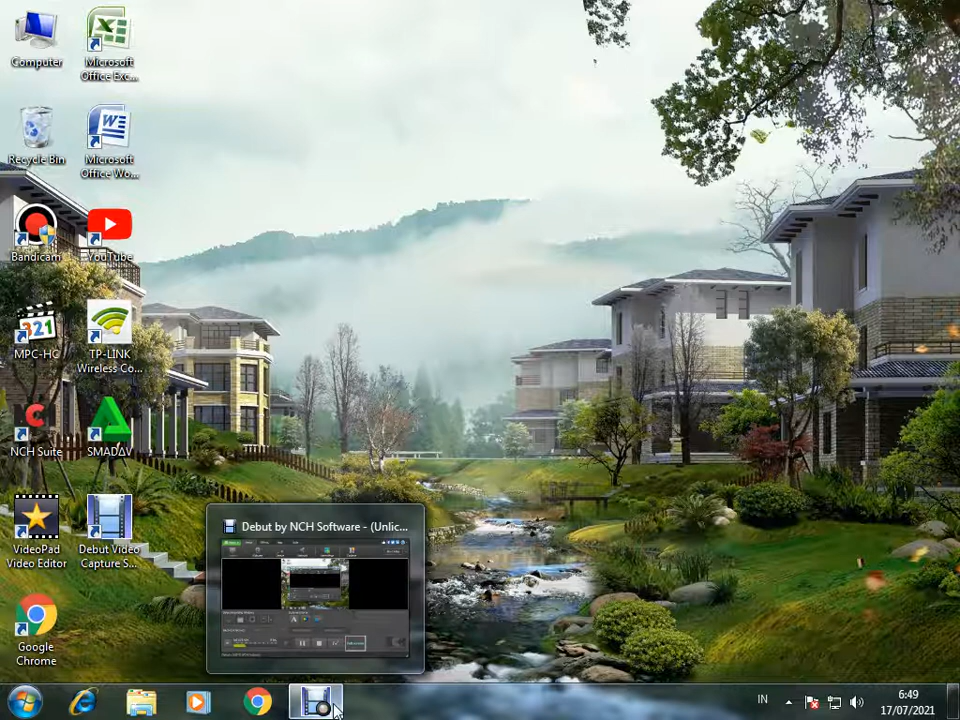 Computer
Microsoft
Office Exc...
Recycle Bin
Microsoft
Office Wo...
Bandicam
YouTube
321
MPC-HC
TP-LINK
Wireless Co...
NCH Suite
SMADΔV
VideoPad
Video Editor
Debut Video
Capture S...
Google
Chrome
Debut by NCH Software - (Unlic...
IN
6:49
17/07/2021